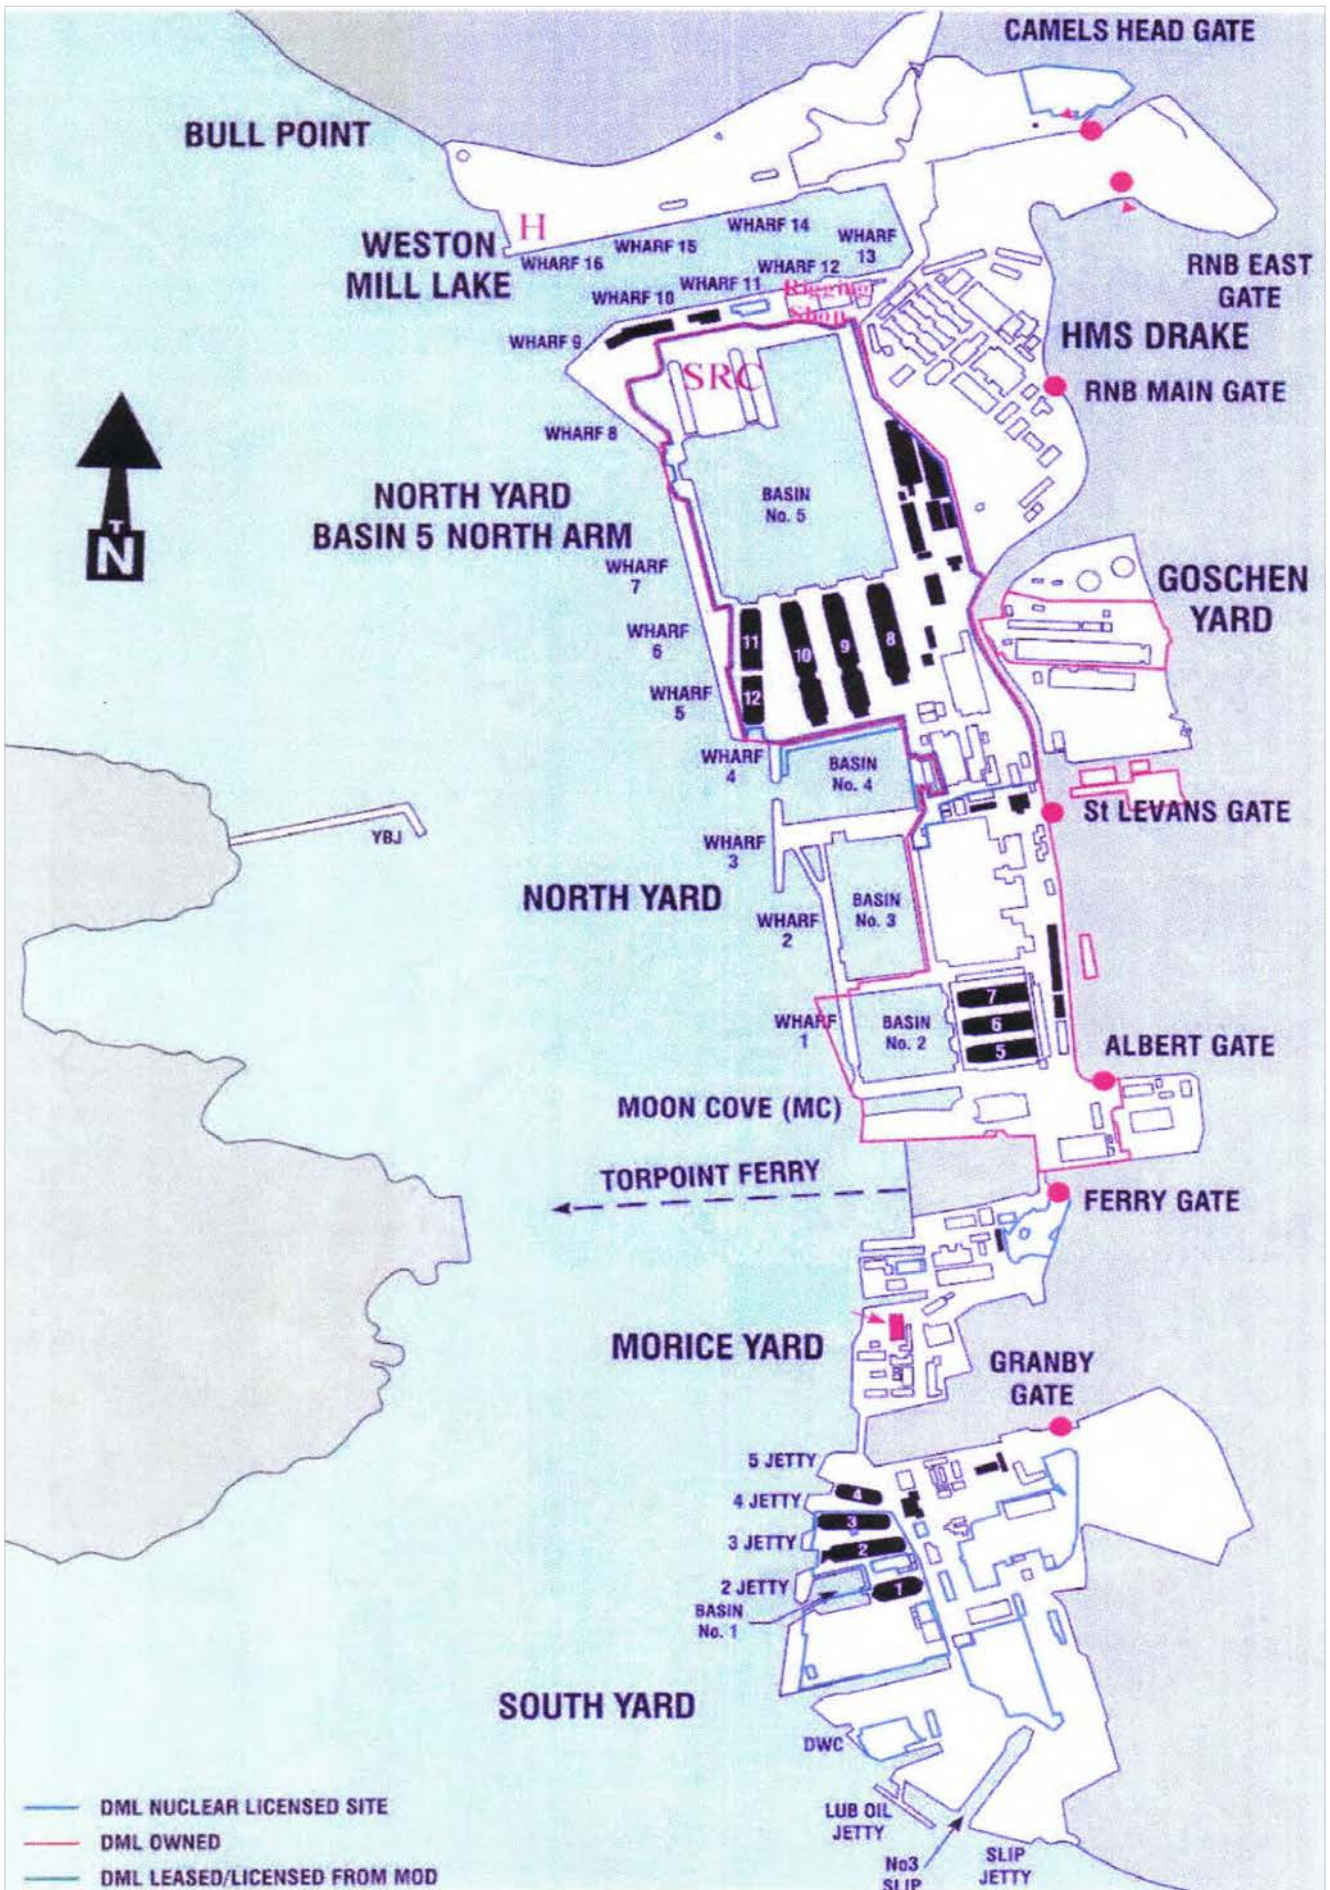 CAMELS HEAD GATE
BULL POINT
H
WESTON
MILL LAKE
WHARF 14
WHARF 15
WHARF 16
WHARF
13
WHARF 12
WHARF 11
WHARF 10
Rigging
Shop
RNB EAST
GATE
HMS DRAKE
WHARF 9
SRC
RNB MAIN GATE
WHARF 8
NORTH YARD
BASIN 5 NORTH ARM
BASIN
No. 5
T
N
WHARF
7
GOSCHEN
YARD
WHARF
6
11
10
9
8
WHARF
5
12
WHARF
4
BASIN
No. 4
St LEVANS GATE
YBJ
WHARF
3
NORTH YARD
BASIN
No. 3
WHARF
2
7
6
5
WHARF
1
BASIN
No. 2
ALBERT GATE
MOON COVE (MC)
TORPOINT FERRY
FERRY GATE
MORICE YARD
GRANBY
GATE
5 JETTY
4 JETTY
4
3
3 JETTY
2
2 JETTY
1
BASIN
No. 1
SOUTH YARD
DWC
LUB OIL
JETTY
No3
SLIP
SLIP
JETTY
DML NUCLEAR LICENSED SITE
DML OWNED
DML LEASED/LICENSED FROM MOD